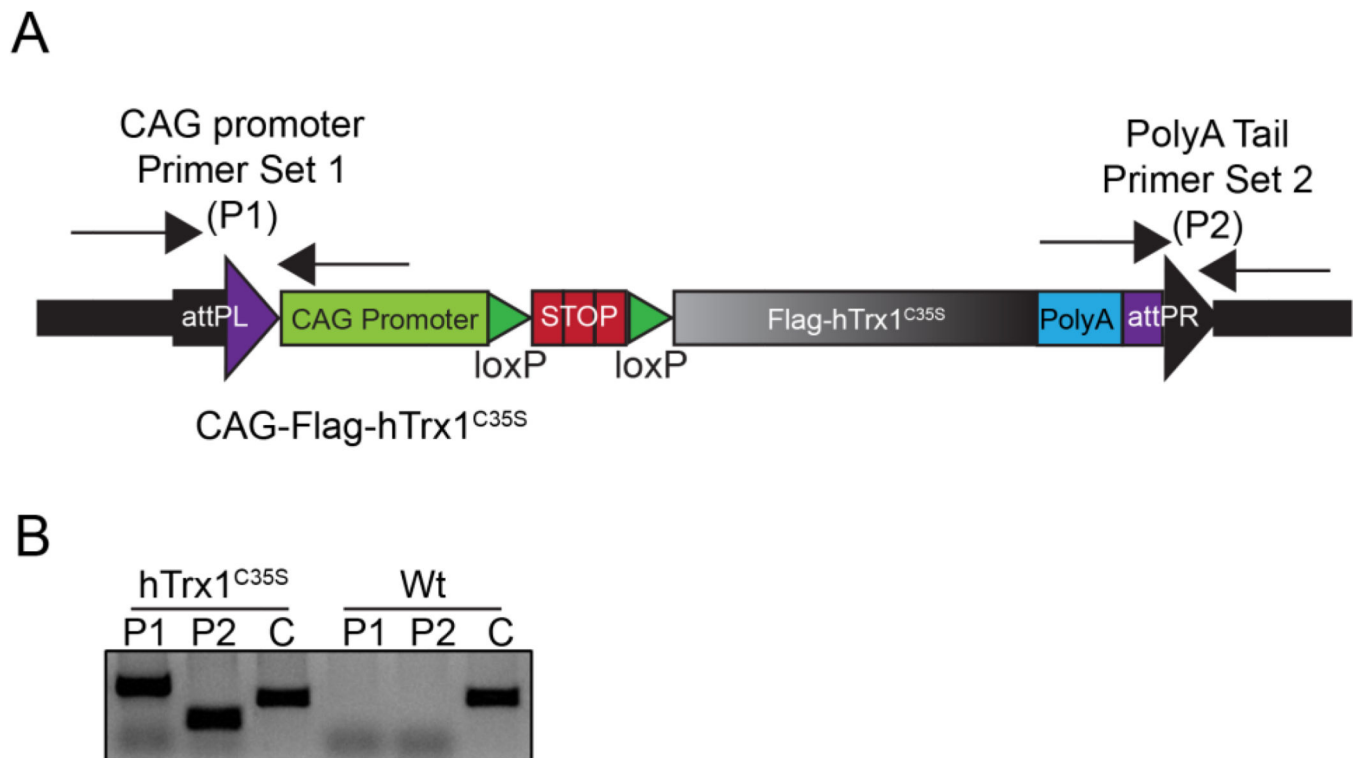 A
CAG promoter
Primer Set 1
(P1)
PolyA Tail
Primer Set 2
(P2)
attPL
CAG Promoter
STOP
Flag-hTrx1C35S
PolyA
attPR
loxP
loxP
CAG-Flag-hTrx1C35S
B
hTrx1C35S
Wt
P1 P2 C P1 P2 C